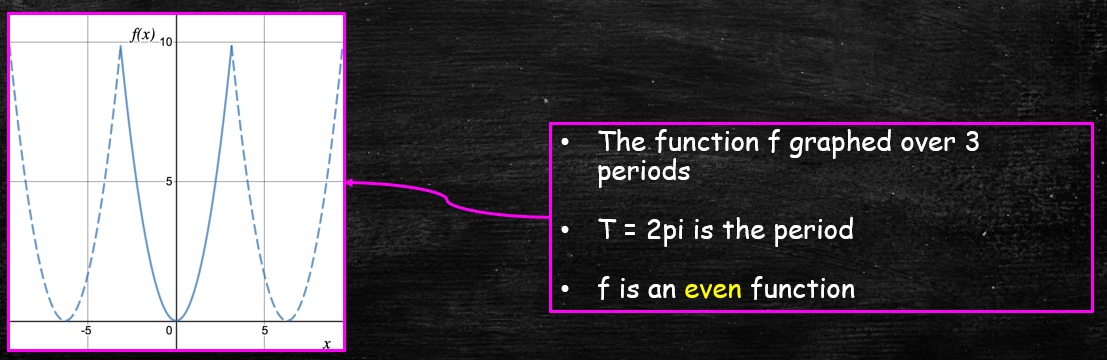 f(x)
10
5
-5
0
5
x
• The function f graphed over 3
periods
• T = 2pi is the period
• f is an even function